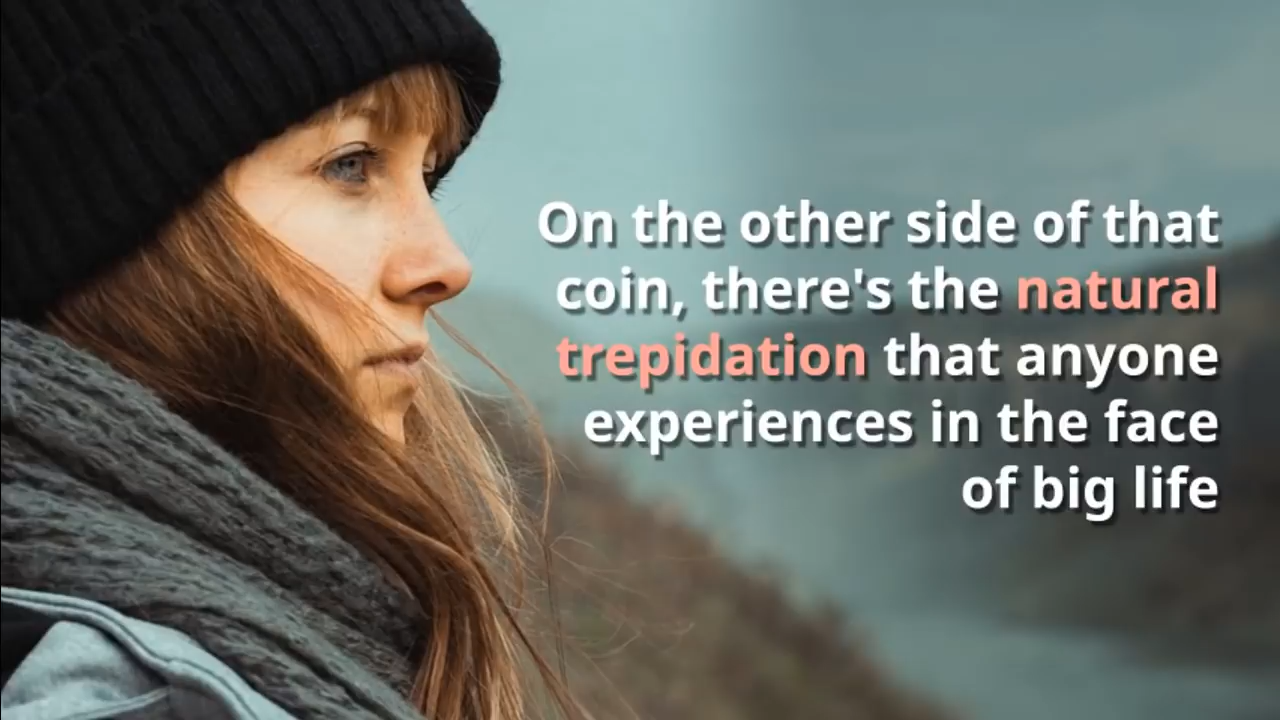 On the other side of that
coin, there's the natural
trepidation that anyone
experiences in the face
of big life